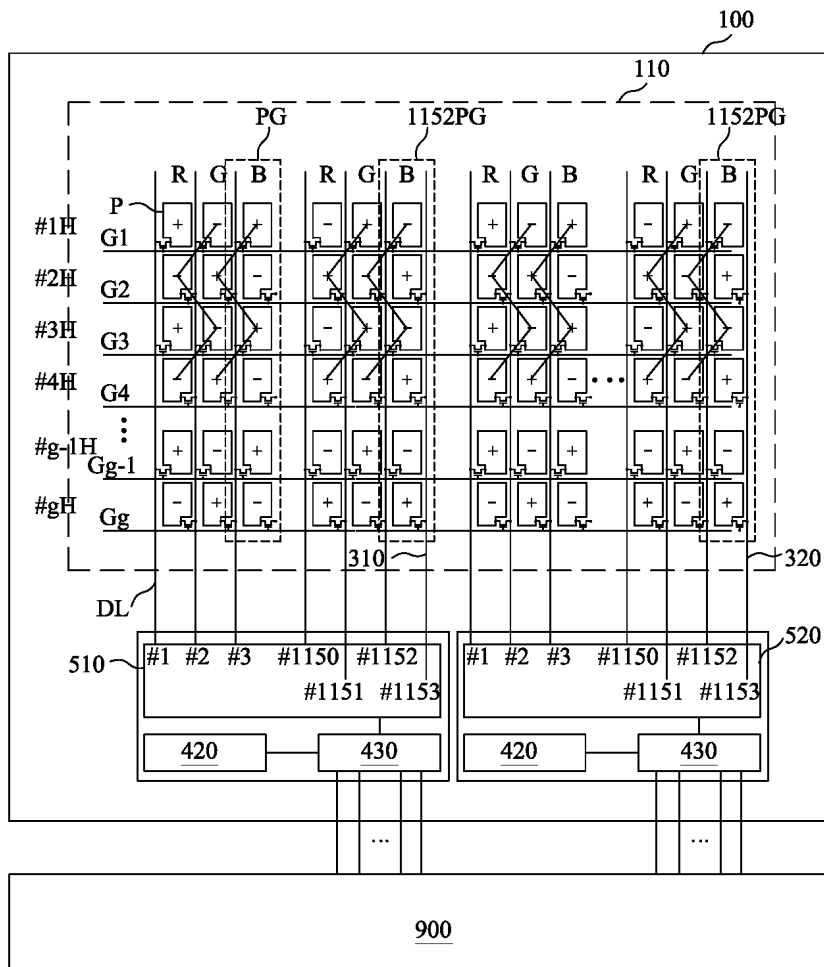 100
110
PG 1152PG 1152PG
R G B R G B R G B R G B
P
#1H + - + - + - + - + - + -
G1
#2H - + - + - + - + - + - +
G2
#3H + - + - + - + - + - + -
G3
#4H - + - + - + - + - ... + - +
G4
...
#g-1H + - + - + - + - + - + -
Gg-1
#gH - + - + - + - + - + - +
Gg
310 320
DL
510 520
#1 #2 #3 #1150 #1152 #1 #2 #3 #1150 #1152
#1151 #1153 #1151 #1153
420 430 420 430
... ...
900